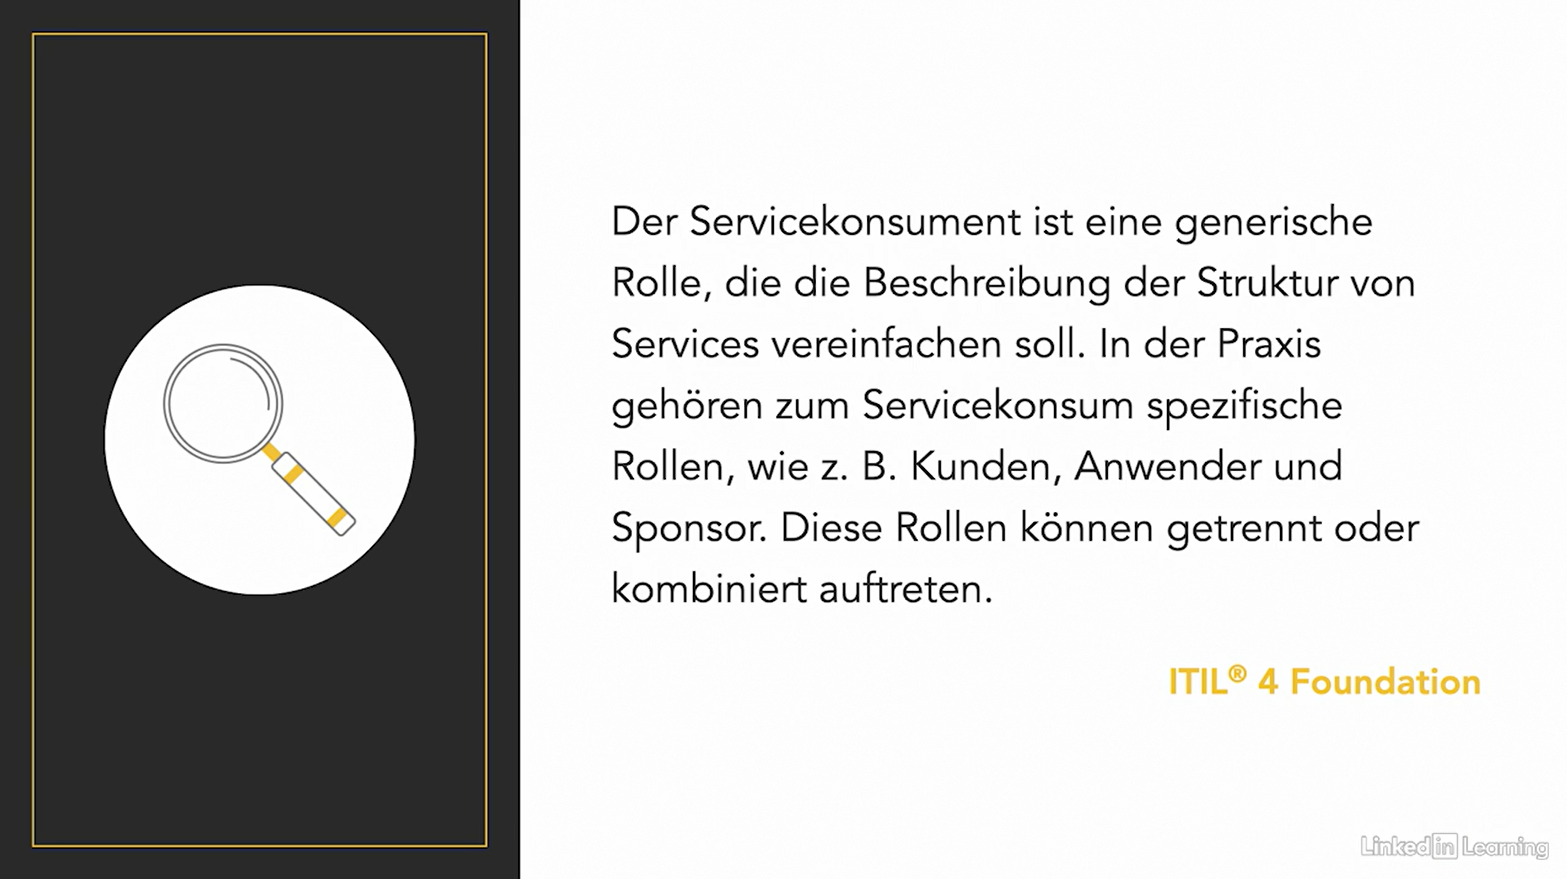 Der Servicekonsument ist eine generische
Rolle, die die Beschreibung der Struktur von
Services vereinfachen soll. In der Praxis
gehören zum Servicekonsum spezifische
Rollen, wie z. B. Kunden, Anwender und
Sponsor. Diese Rollen können getrennt oder
kombiniert auftreten.
ITIL® 4 Foundation
Linked in Learning